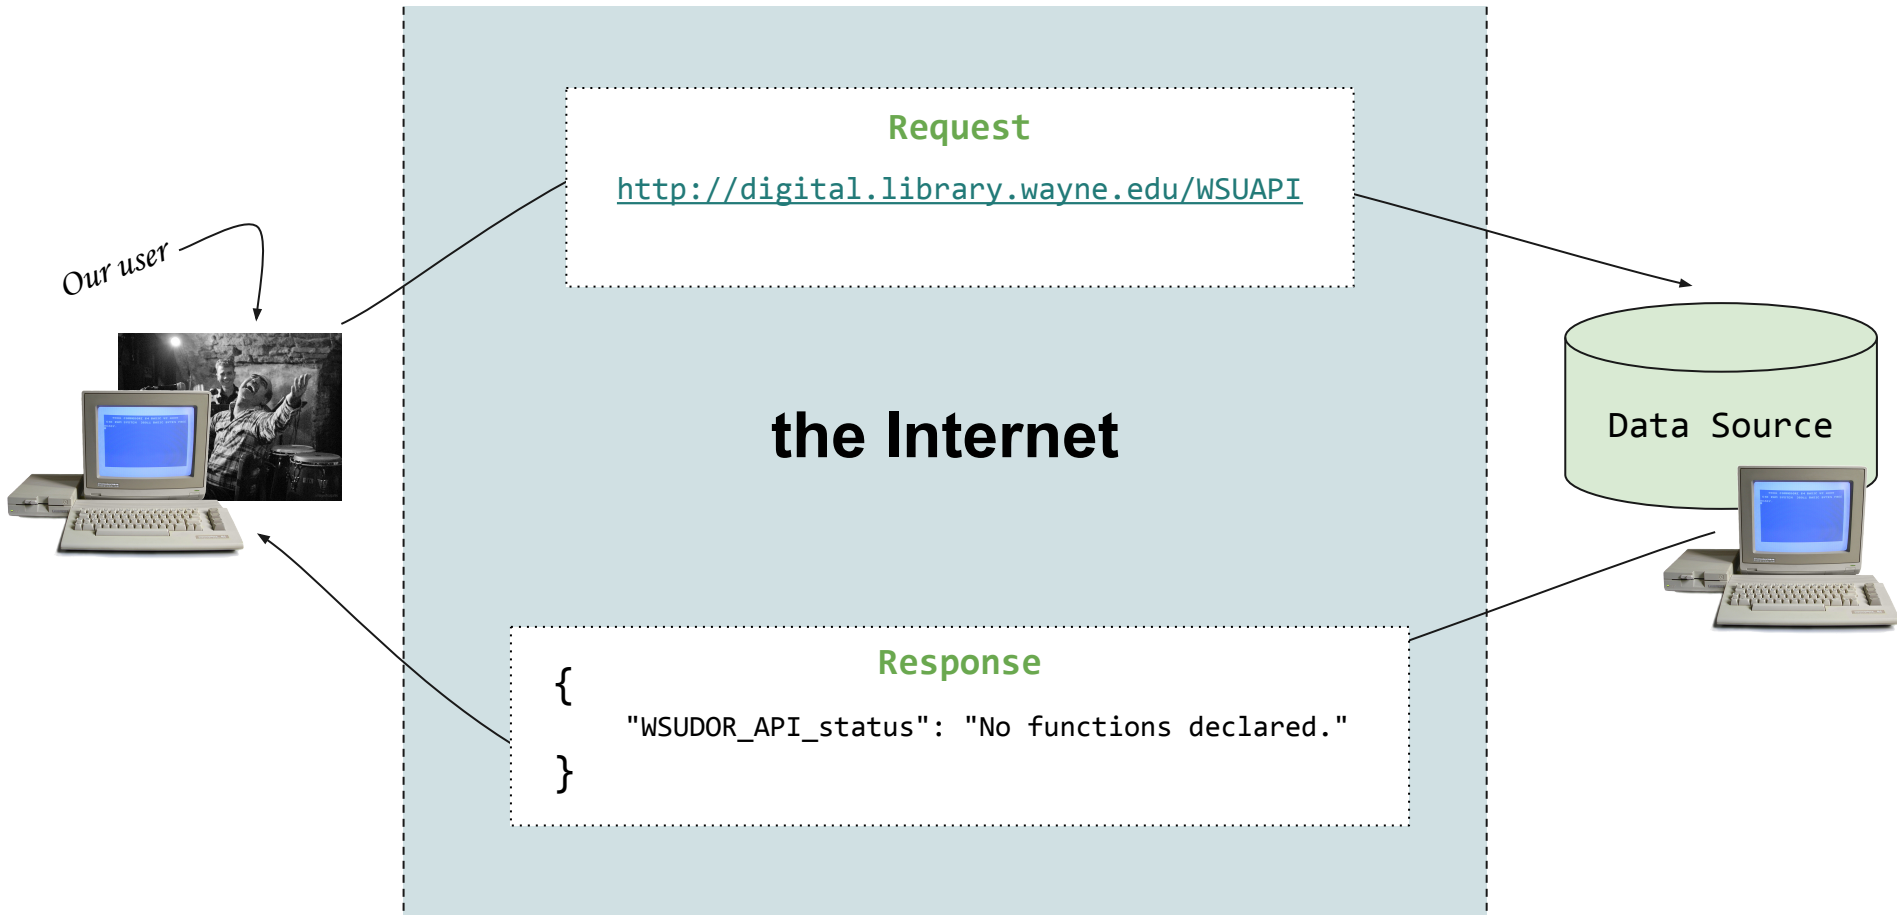 Request
http://digital.library.wayne.edu/WSUAPI
Our user
the Internet
Data Source
Response
{
"WSUDOR_API_status": "No functions declared."
}